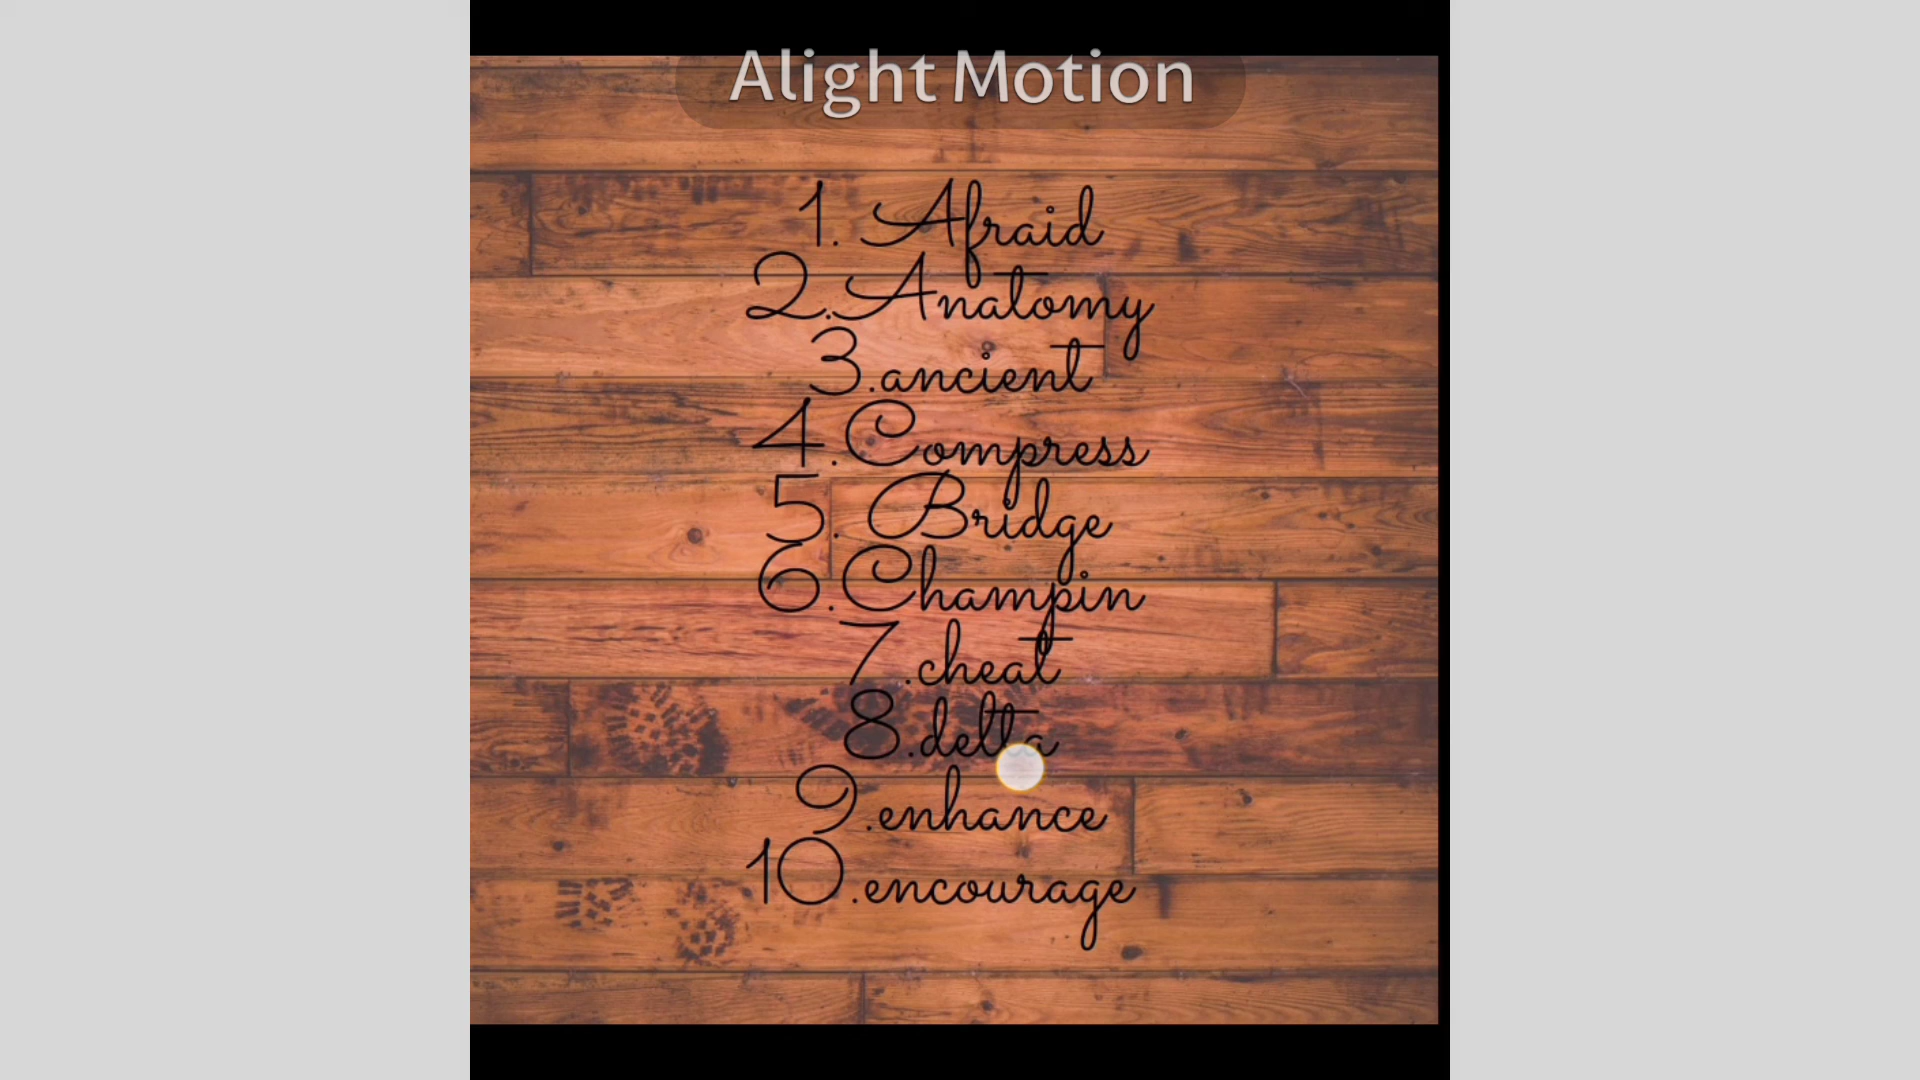 Alight Motion
1. Afraid
2.Anatomy
3.ancient
4.Compress
5. Bridge
6.Champin
7.cheat
8.delta
9.enhance
10.encourage